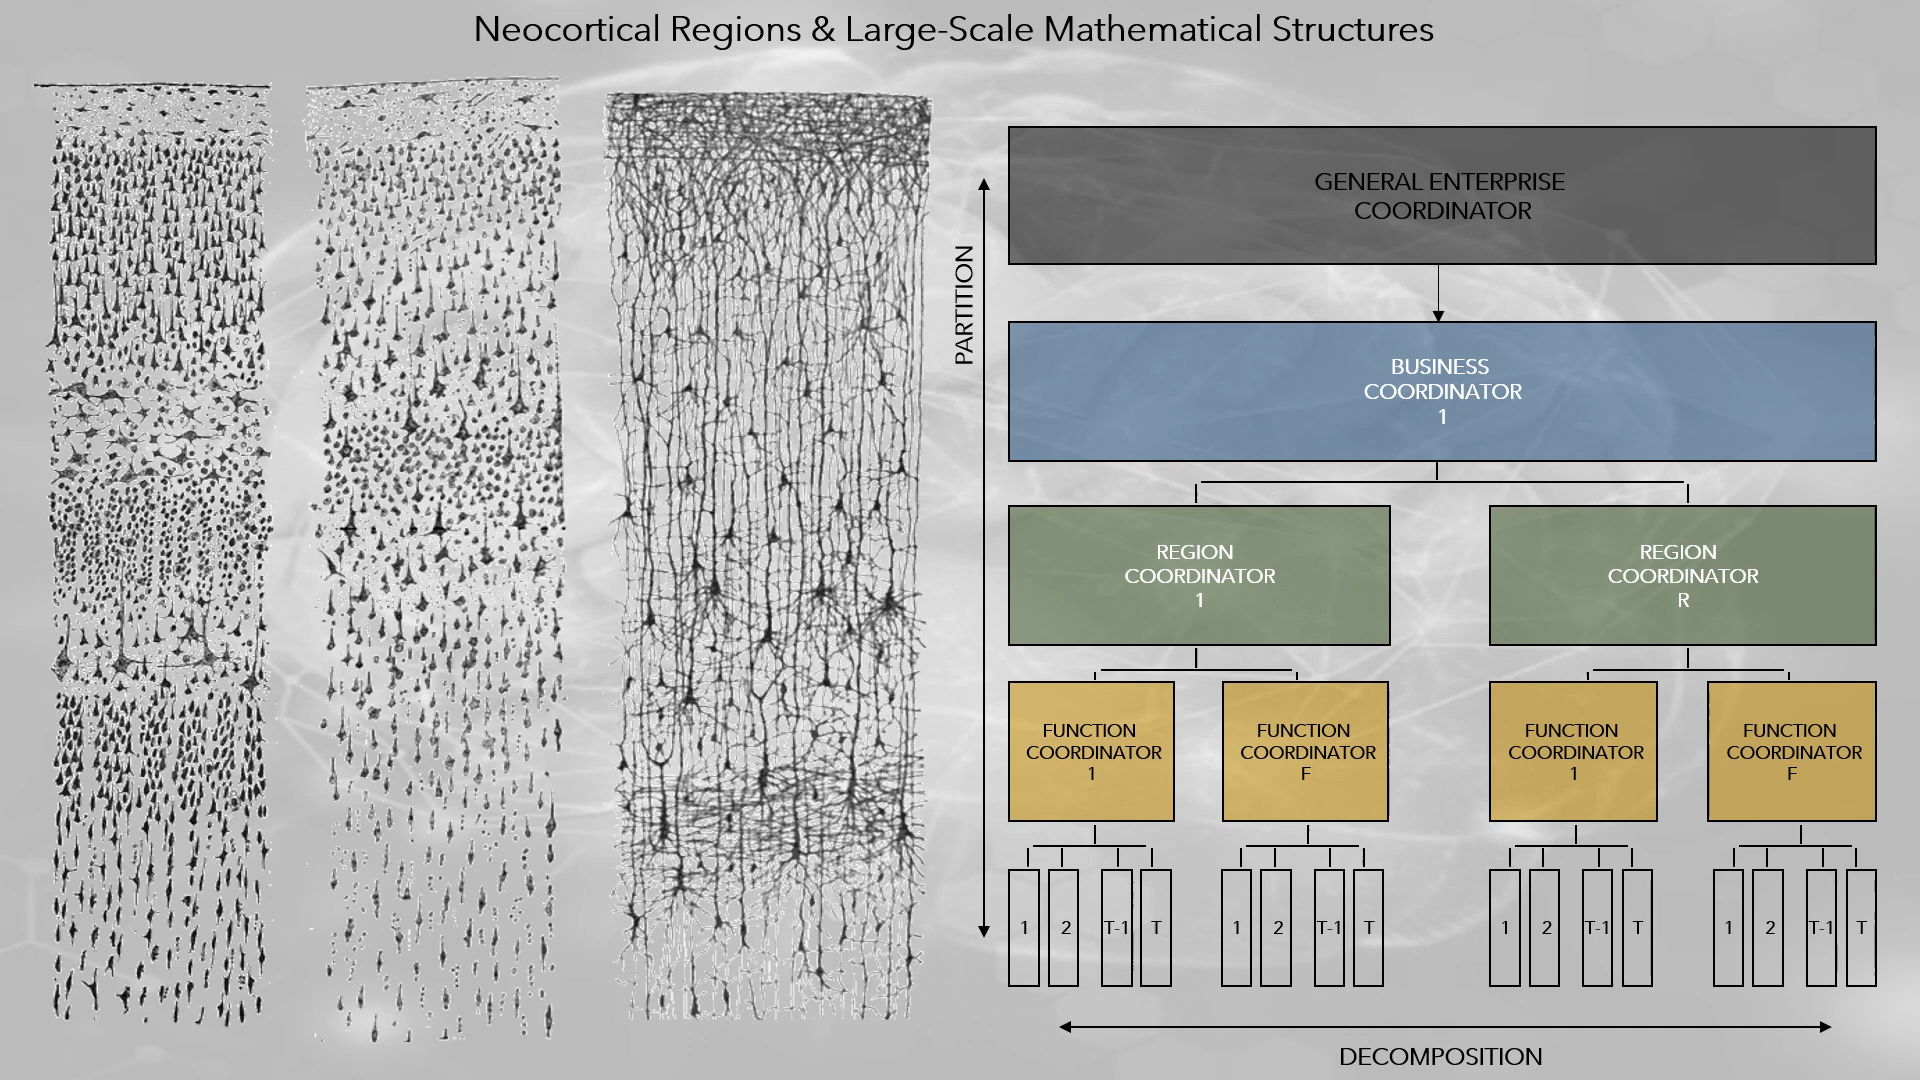 Neocortical Regions & Large-Scale Mathematical Structures
PARTITION
GENERAL ENTERPRISE
COORDINATOR
BUSINESS
COORDINATOR
1
REGION
COORDINATOR
1
REGION
COORDINATOR
R
FUNCTION
COORDINATOR
1
FUNCTION
COORDINATOR
F
FUNCTION
COORDINATOR
1
FUNCTION
COORDINATOR
F
1 2 T-1 T
1 2 T-1 T
1 2 T-1 T
1 2 T-1 T
DECOMPOSITION